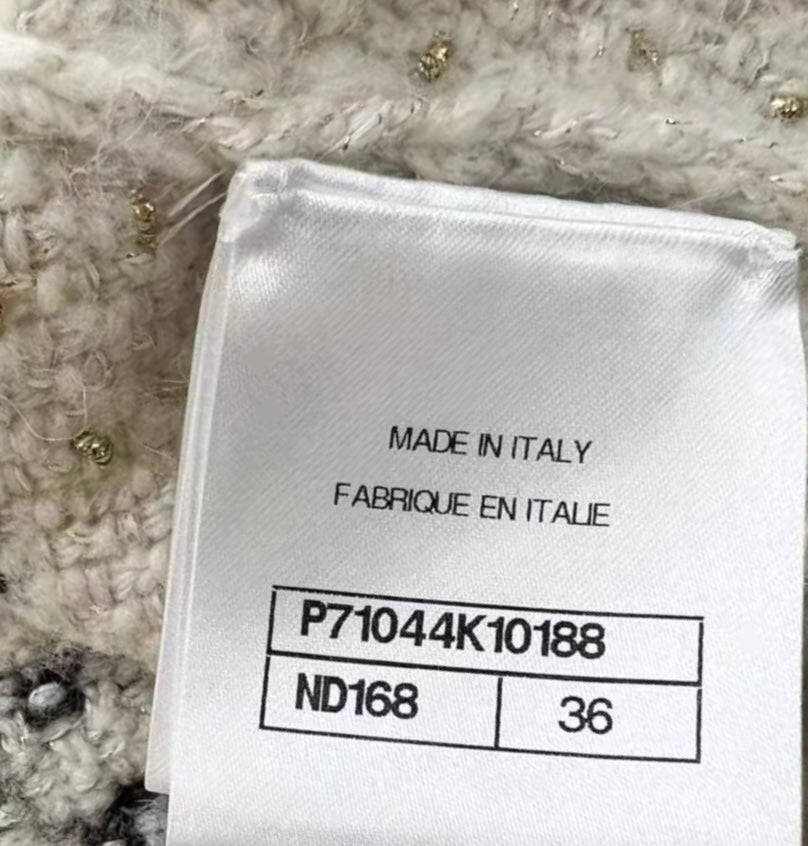 MADE IN ITALY
FABRIQUE EN ITALIE
P71044K10188
ND168 36